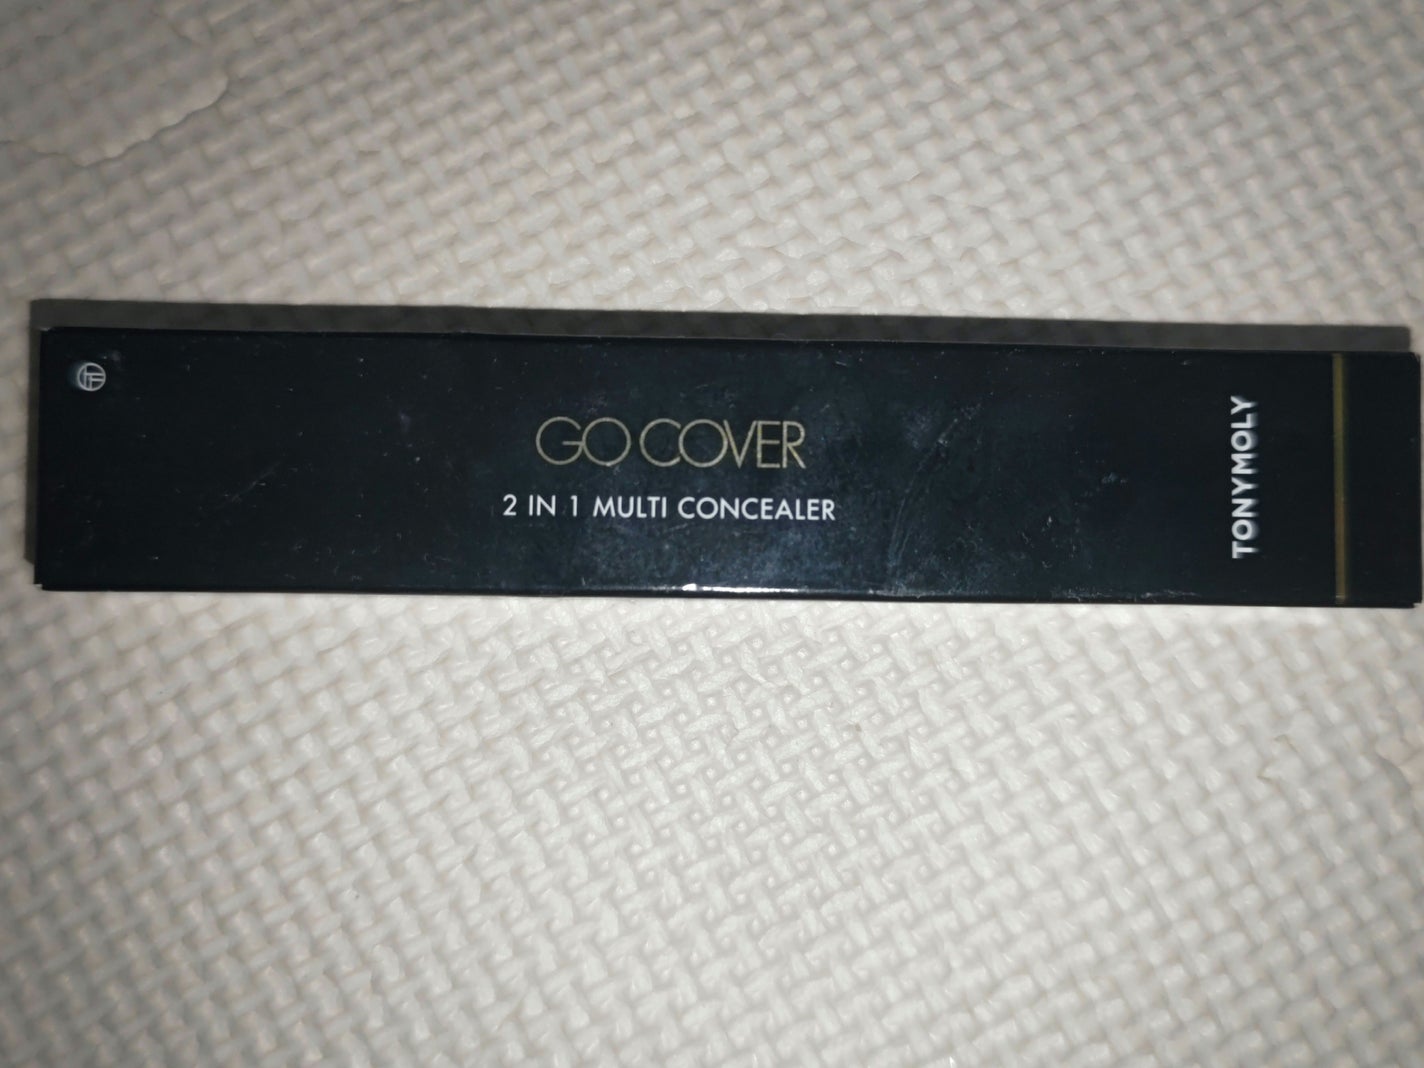 GO COVER
2 IN 1 MULTI CONCEALER
TONYMOLY